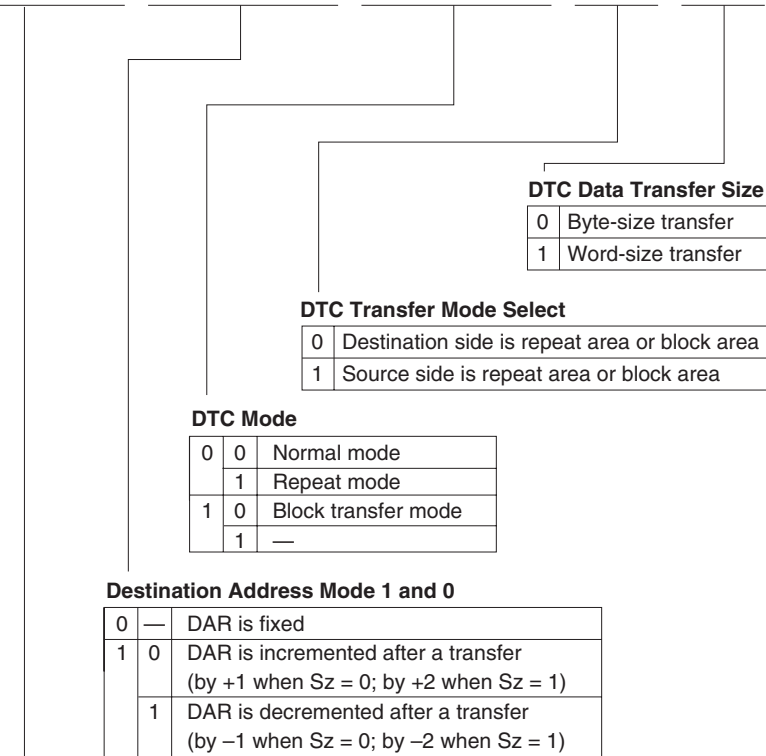 DTC Data Transfer Size
0 Byte-size transfer
1 Word-size transfer
DTC Transfer Mode Select
0 Destination side is repeat area or block area
1 Source side is repeat area or block area
DTC Mode
0 0 Normal mode
1 Repeat mode
1 0 Block transfer mode
1 —
Destination Address Mode 1 and 0
0 — DAR is fixed
1 0 DAR is incremented after a transfer
(by +1 when Sz = 0; by +2 when Sz = 1)
1 DAR is decremented after a transfer
(by –1 when Sz = 0; by –2 when Sz = 1)